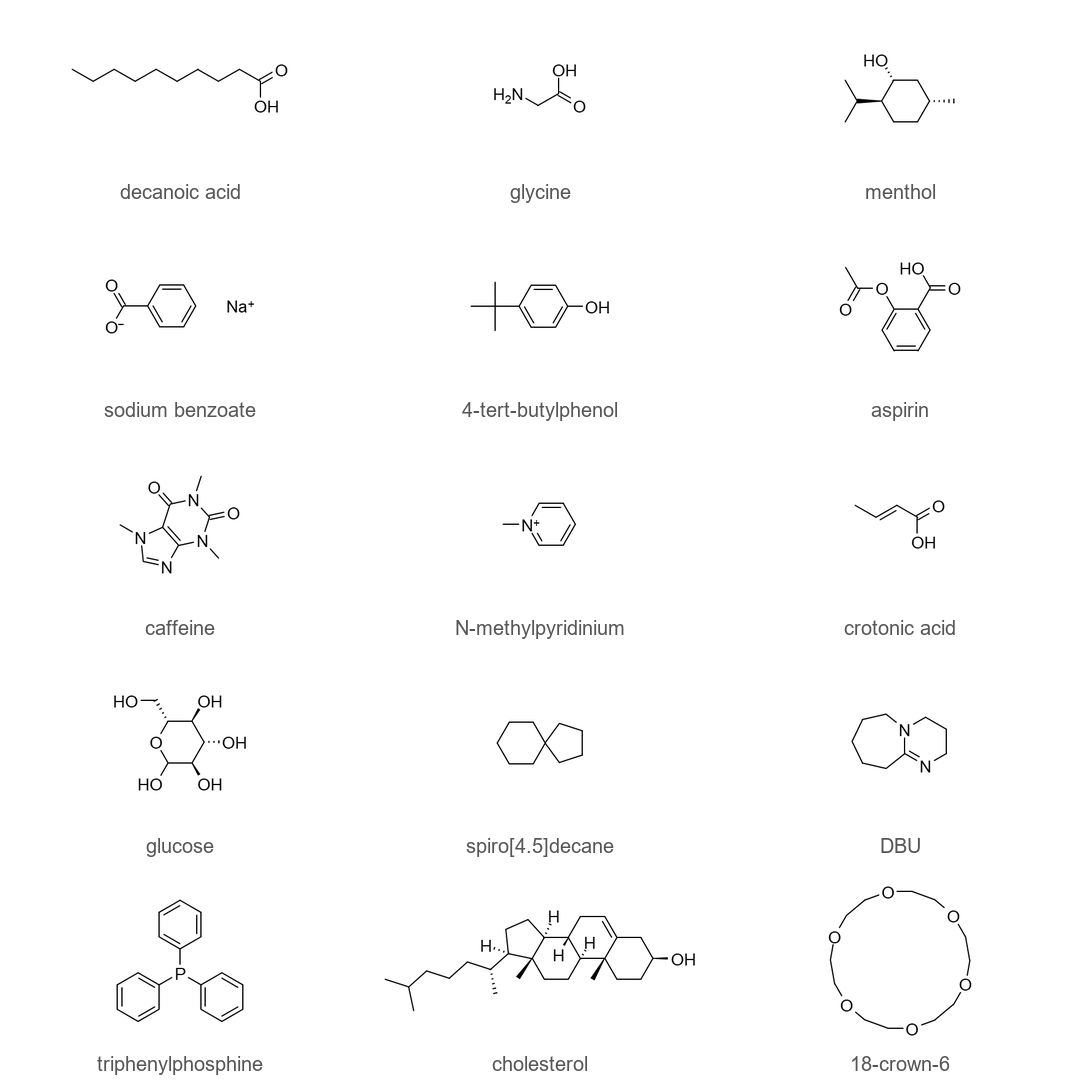 O
OH
decanoic acid
H₂N
OH
O
glycine
HO
menthol
O
O⁻
Na⁺
sodium benzoate
OH
4-tert-butylphenol
O
O
HO
O
aspirin
O
N
O
N
N
N
caffeine
N⁺
N-methylpyridinium
O
OH
crotonic acid
HO
OH
O
OH
HO
OH
glucose
spiro[4.5]decane
N
N
DBU
P
triphenylphosphine
H
H
H
H
OH
cholesterol
O
O
O
O
O
O
18-crown-6